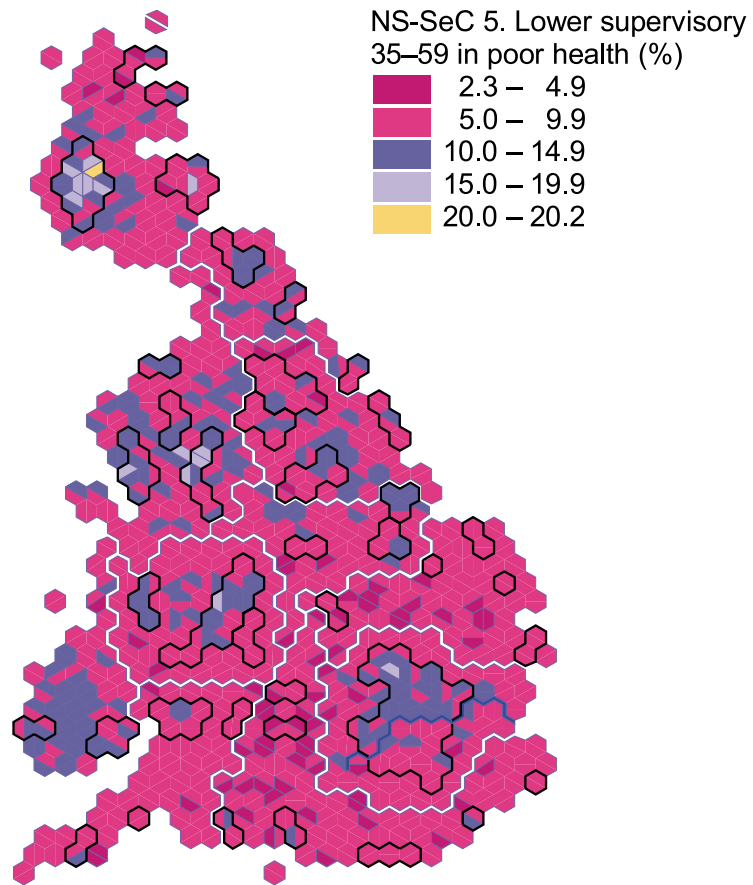 NS-SeC 5. Lower supervisory
35–59 in poor health (%)
2.3 – 4.9
5.0 – 9.9
10.0 – 14.9
15.0 – 19.9
20.0 – 20.2